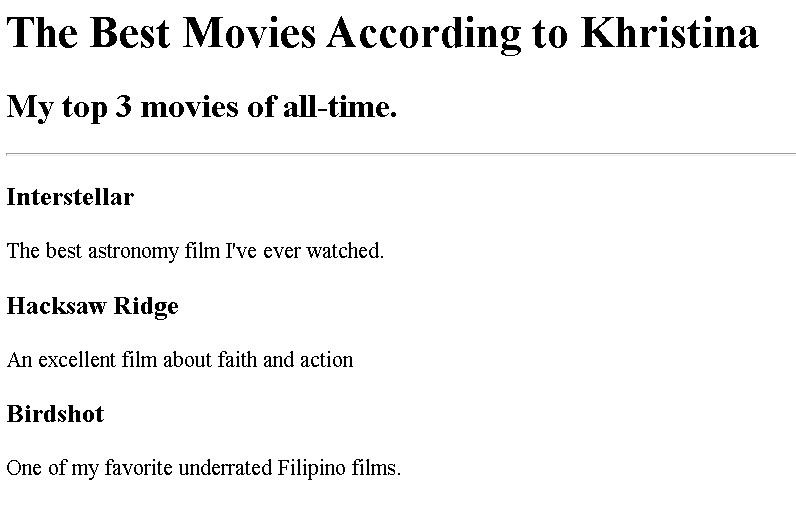 The Best Movies According to Khristina
My top 3 movies of all-time.
Interstellar
The best astronomy film I've ever watched.
Hacksaw Ridge
An excellent film about faith and action
Birdshot
One of my favorite underrated Filipino films.